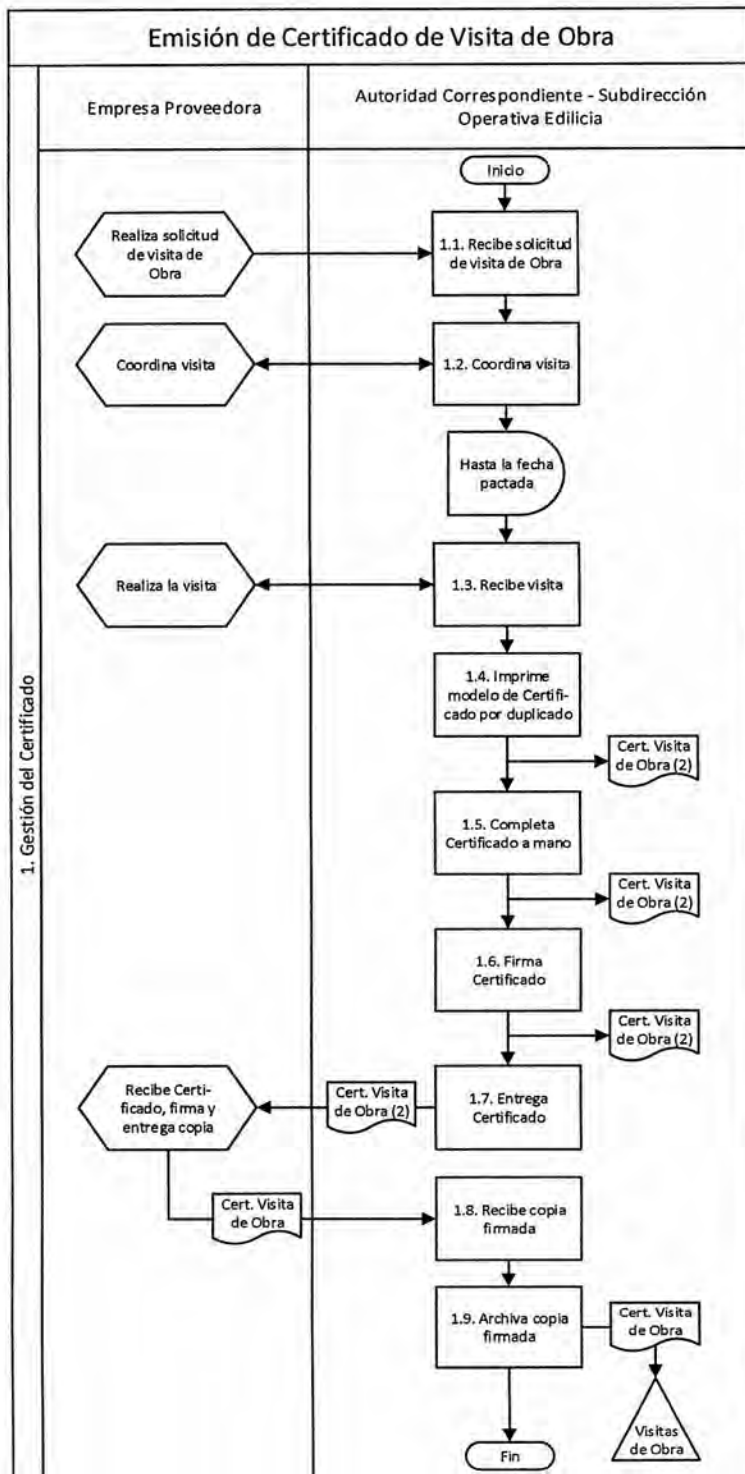 Emisión de Certificado de Visita de Obra
Empresa Proveedora
Autoridad Correspondiente - Subdirección
Operativa Edilicia
1. Gestión del Certificado
Inicio
Realiza solicitud
de visita de
Obra
1.1. Recibe solicitud
de visita de Obra
Coordina visita
1.2. Coordina visita
Hasta la fecha
pactada
Realiza la visita
1.3. Recibe visita
1.4. Imprime
modelo de Certifi-
cado por duplicado
Cert. Visita
de Obra (2)
1.5. Completa
Certificado a mano
Cert. Visita
de Obra (2)
1.6. Firma
Certificado
Cert. Visita
de Obra (2)
Recibe Certi-
ficado, firma y
entrega copia
Cert. Visita
de Obra (2)
1.7. Entrega
Certificado
Cert. Visita
de Obra
1.8. Recibe copia
firmada
1.9. Archiva copia
firmada
Cert. Visita
de Obra
Visitas
de Obra
Fin